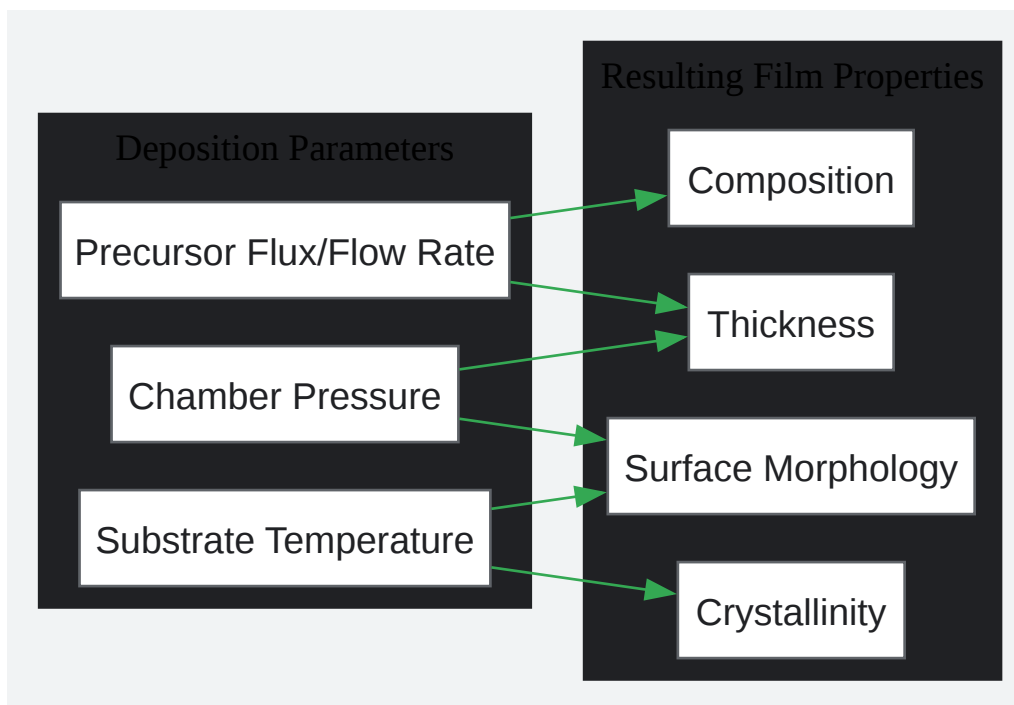 Deposition Parameters
Precursor Flux/Flow Rate
Chamber Pressure
Substrate Temperature
Resulting Film Properties
Composition
Thickness
Surface Morphology
Crystallinity